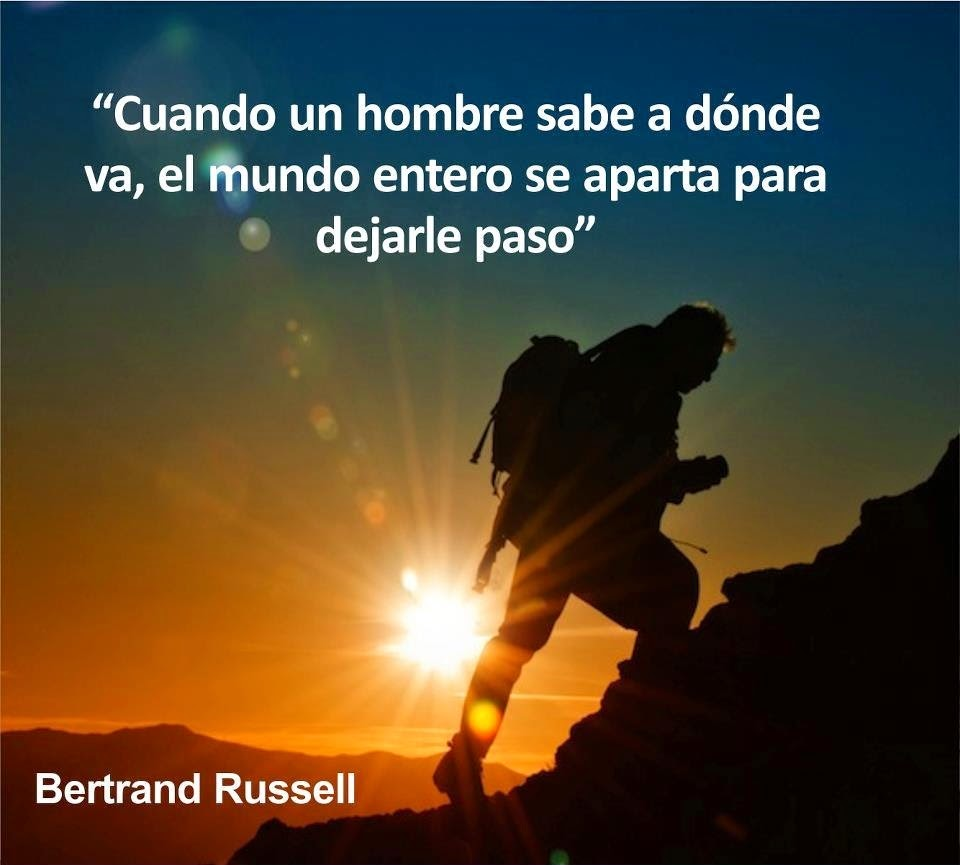 “Cuando un hombre sabe a dónde
va, el mundo entero se aparta para
dejarle paso”
Bertrand Russell